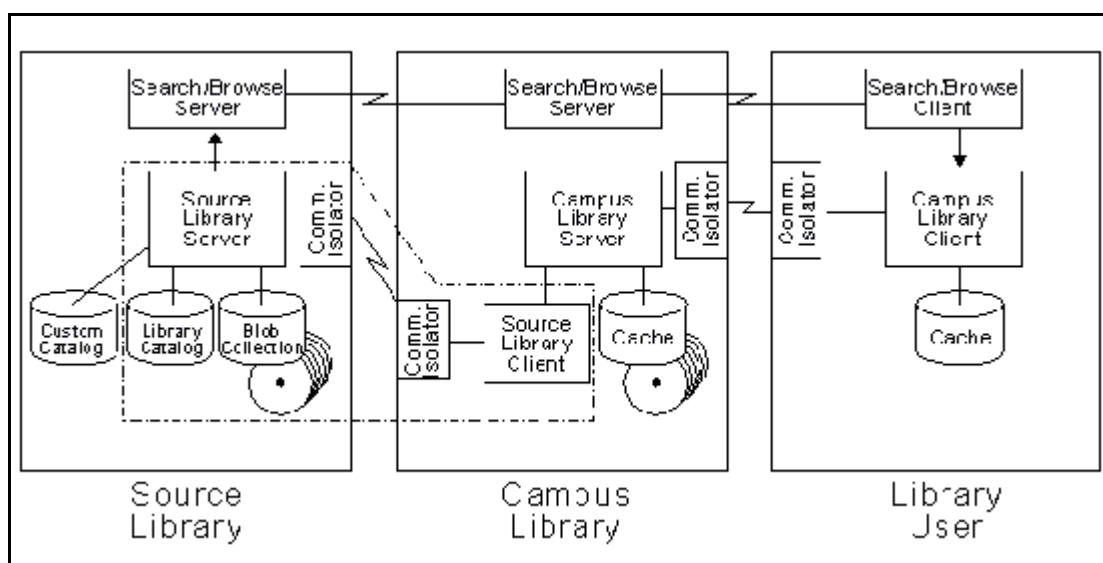 Search/Browse
Server
Search/Browse
Server
Search/Browse
Client
Source
Library
Server
Comm.
Isolator
Campus
Library
Server
Comm.
Isolator
Comm.
Isolator
Campus
Library
Client
Custom
Catalog
Library
Catalog
Blob
Collection
Comm.
Isolator
Source
Library
Client
Cache
Cache
Source
Library
Campus
Library
Library
User